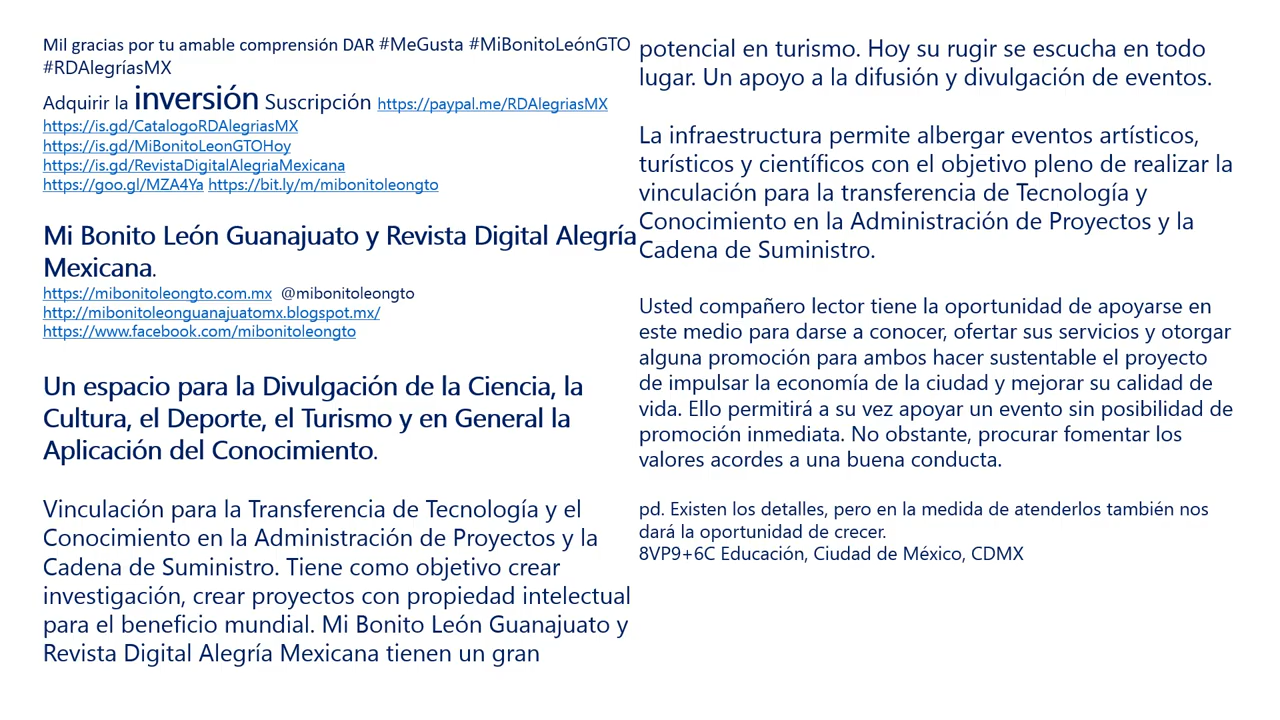 Mil gracias por tu amable comprensión DAR #MeGusta #MiBonitoLeónGTO
#RDAlegríasMX
Adquirir la inversión Suscripción https://paypal.me/RDAlegriasMX
https://is.gd/CatalogoRDAlegriasMX
https://is.gd/MiBonitoLeonGTOHoy
https://is.gd/RevistaDigitalAlegriaMexicana
https://goo.gl/MZA4Ya https://bit.ly/m/mibonitoleongto
Mi Bonito León Guanajuato y Revista Digital Alegría
Mexicana.
https://mibonitoleongto.com.mx @mibonitoleongto
http://mibonitoleonguanajuatomx.blogspot.mx/
https://www.facebook.com/mibonitoleongto
Un espacio para la Divulgación de la Ciencia, la
Cultura, el Deporte, el Turismo y en General la
Aplicación del Conocimiento.
Vinculación para la Transferencia de Tecnología y el
Conocimiento en la Administración de Proyectos y la
Cadena de Suministro. Tiene como objetivo crear
investigación, crear proyectos con propiedad intelectual
para el beneficio mundial. Mi Bonito León Guanajuato y
Revista Digital Alegría Mexicana tienen un gran
potencial en turismo. Hoy su rugir se escucha en todo
lugar. Un apoyo a la difusión y divulgación de eventos.
La infraestructura permite albergar eventos artísticos,
turísticos y científicos con el objetivo pleno de realizar la
vinculación para la transferencia de Tecnología y
Conocimiento en la Administración de Proyectos y la
Cadena de Suministro.
Usted compañero lector tiene la oportunidad de apoyarse en
este medio para darse a conocer, ofertar sus servicios y otorgar
alguna promoción para ambos hacer sustentable el proyecto
de impulsar la economía de la ciudad y mejorar su calidad de
vida. Ello permitirá a su vez apoyar un evento sin posibilidad de
promoción inmediata. No obstante, procurar fomentar los
valores acordes a una buena conducta.
pd. Existen los detalles, pero en la medida de atenderlos también nos
dará la oportunidad de crecer.
8VP9+6C Educación, Ciudad de México, CDMX